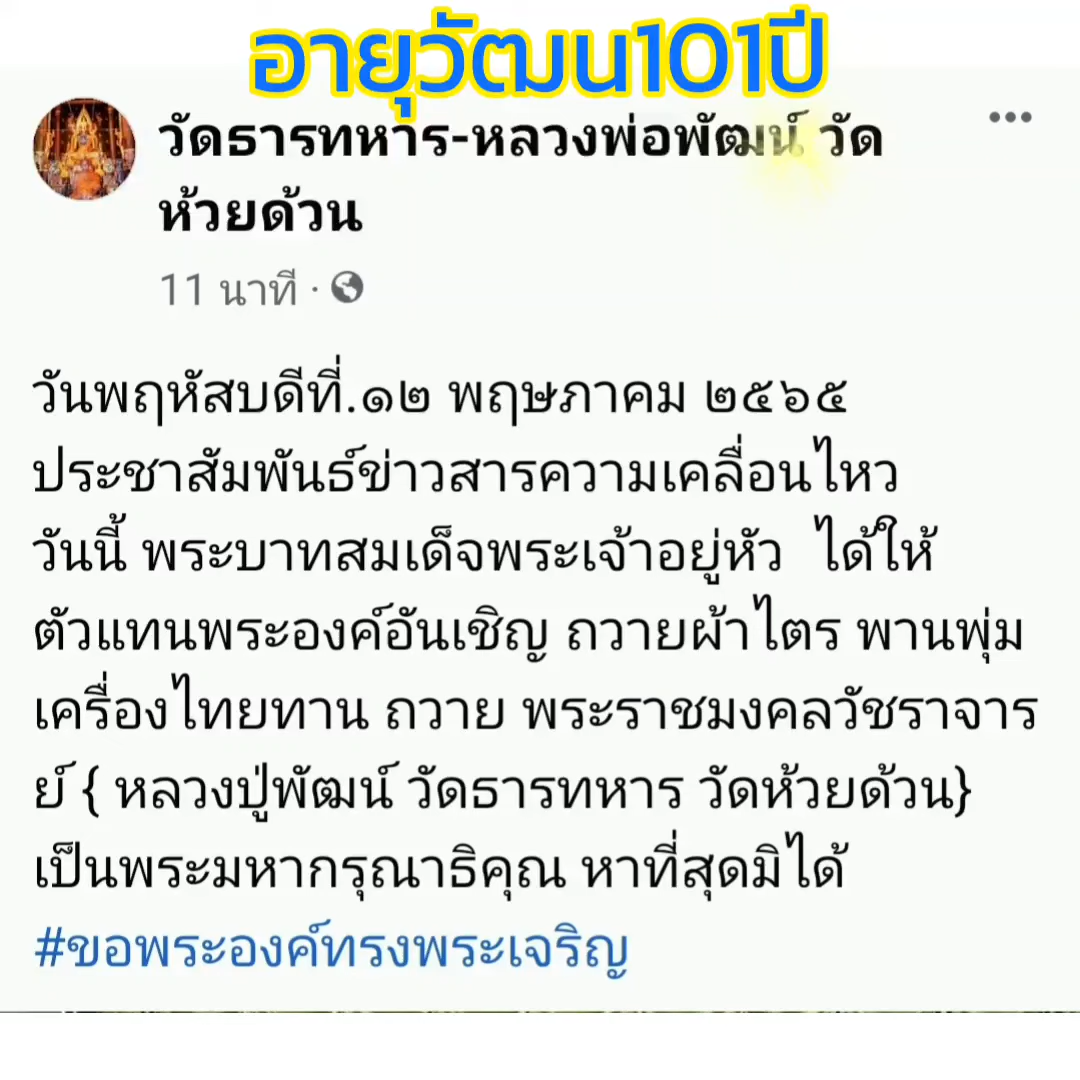 อายุวัฒน101ปี
วัดธารทหาร-หลวงพ่อพัฒน์ วัด
ห้วยด้วน
11 นาที ·
วันพฤหัสบดีที่.๑๒ พฤษภาคม ๒๕๖๕
ประชาสัมพันธ์ข่าวสารความเคลื่อนไหว
วันนี้ พระบาทสมเด็จพระเจ้าอยู่หัว ได้ให้
ตัวแทนพระองค์อันเชิญ ถวายผ้าไตร พานพุ่ม
เครื่องไทยทาน ถวาย พระราชมงคลวัชราจาร
ย์ { หลวงปู่พัฒน์ วัดธารทหาร วัดห้วยด้วน}
เป็นพระมหากรุณาธิคุณ หาที่สุดมิได้
#ขอพระองค์ทรงพระเจริญ